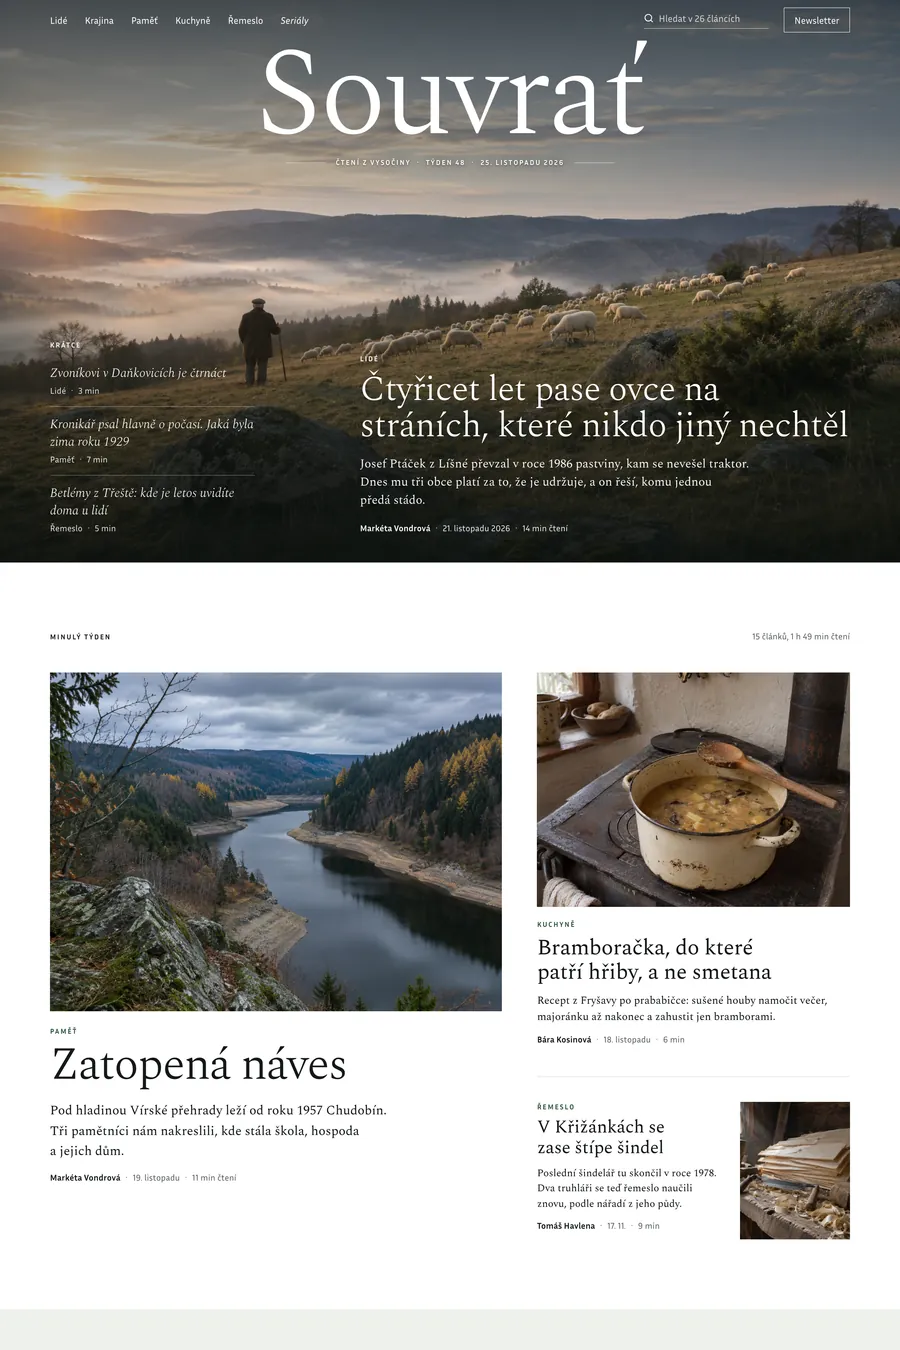 Lidé Krajina Paměť Kuchyně Řemeslo Seriály
Hledat v 26 článcích
Newsletter
Souvrať
ČTENÍ Z VYSOČINY · TÝDEN 48 · 25. LISTOPADU 2026
KRÁTCE
Zvoníkovi v Daňkovicích je čtrnáct
Lidé · 3 min
Kronikář psal hlavně o počasí. Jaká byla
zima roku 1929
Paměť · 7 min
Betlémy z Třeště: kde je letos uvidíte
doma u lidí
Řemeslo · 5 min
LIDÉ
Čtyřicet let pase ovce na
stráních, které nikdo jiný nechtěl
Josef Ptáček z Líšné převzal v roce 1986 pastviny, kam se nevešel traktor.
Dnes mu tři obce platí za to, že je udržuje, a on řeší, komu jednou
předá stádo.
Markéta Vondrová · 21. listopadu 2026 · 14 min čtení
MINULÝ TÝDEN
15 článků, 1 h 49 min čtení
PAMĚŤ
Zatopená náves
Pod hladinou Vírské přehrady leží od roku 1957 Chudobín.
Tři pamětníci nám nakreslili, kde stála škola, hospoda
a jejich dům.
Markéta Vondrová · 19. listopadu · 11 min čtení
KUCHYNĚ
Bramboračka, do které
patří hřiby, a ne smetana
Recept z Fryšavy po prababičce: sušené houby namočit večer,
majoránku až nakonec a zahustit jen bramborami.
Bára Kosinová · 18. listopadu · 6 min
ŘEMESLO
V Křižánkách se
zase štípe šindel
Poslední šindelář tu skončil v roce 1978.
Dva truhláři se teď řemeslo naučili
znovu, podle nářadí z jeho půdy.
Tomáš Havlena · 17. 11. · 9 min